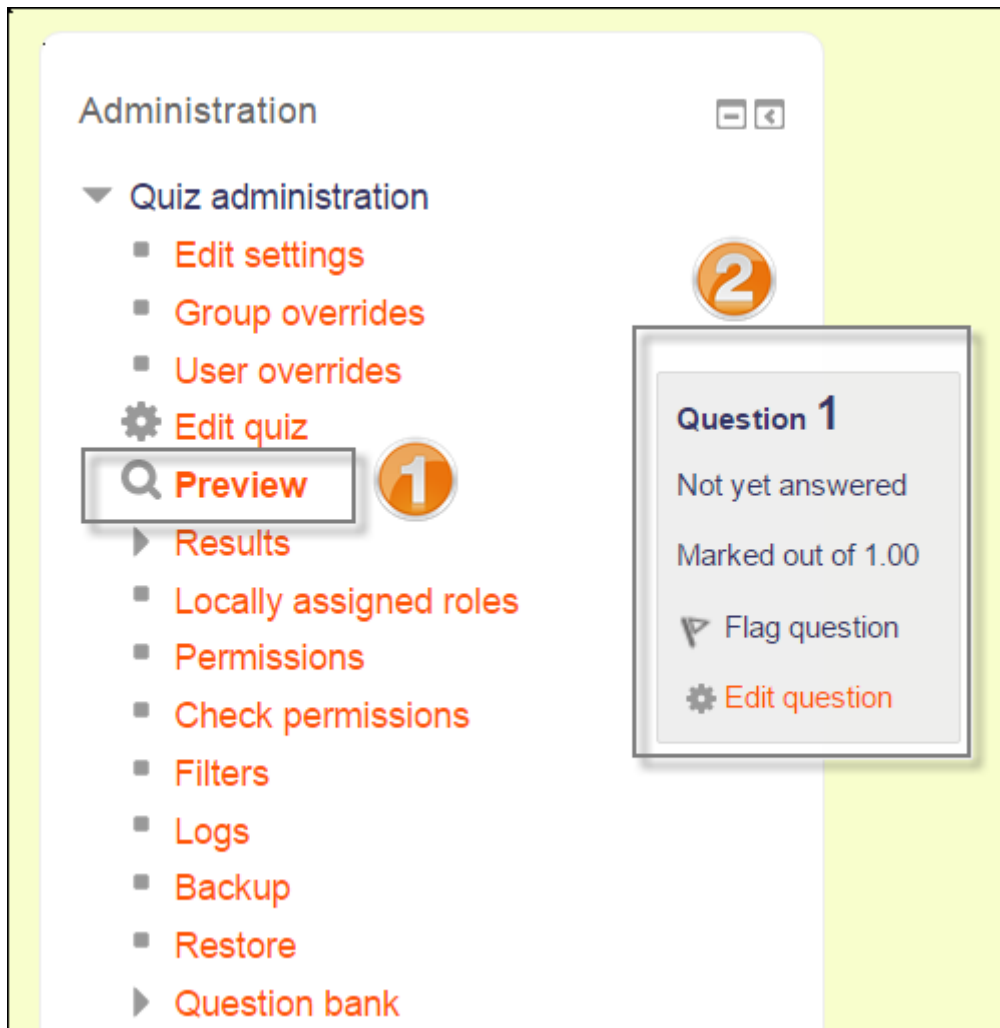 Administration
Quiz administration
Edit settings
Group overrides
User overrides
Edit quiz
Preview
1
Results
Locally assigned roles
Permissions
Check permissions
Filters
Logs
Backup
Restore
Question bank
2
Question 1
Not yet answered
Marked out of 1.00
Flag question
Edit question